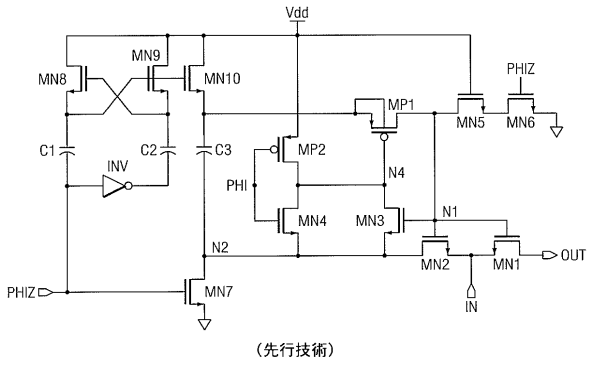 Vdd
MN8
MN9
MN10
PHIZ
MP1
MN5
MN6
C1
C2
C3
MP2
INV
N4
PHI
MN4
MN3
N1
N2
MN2
MN1
OUT
PHIZ
MN7
IN
(先行技術)